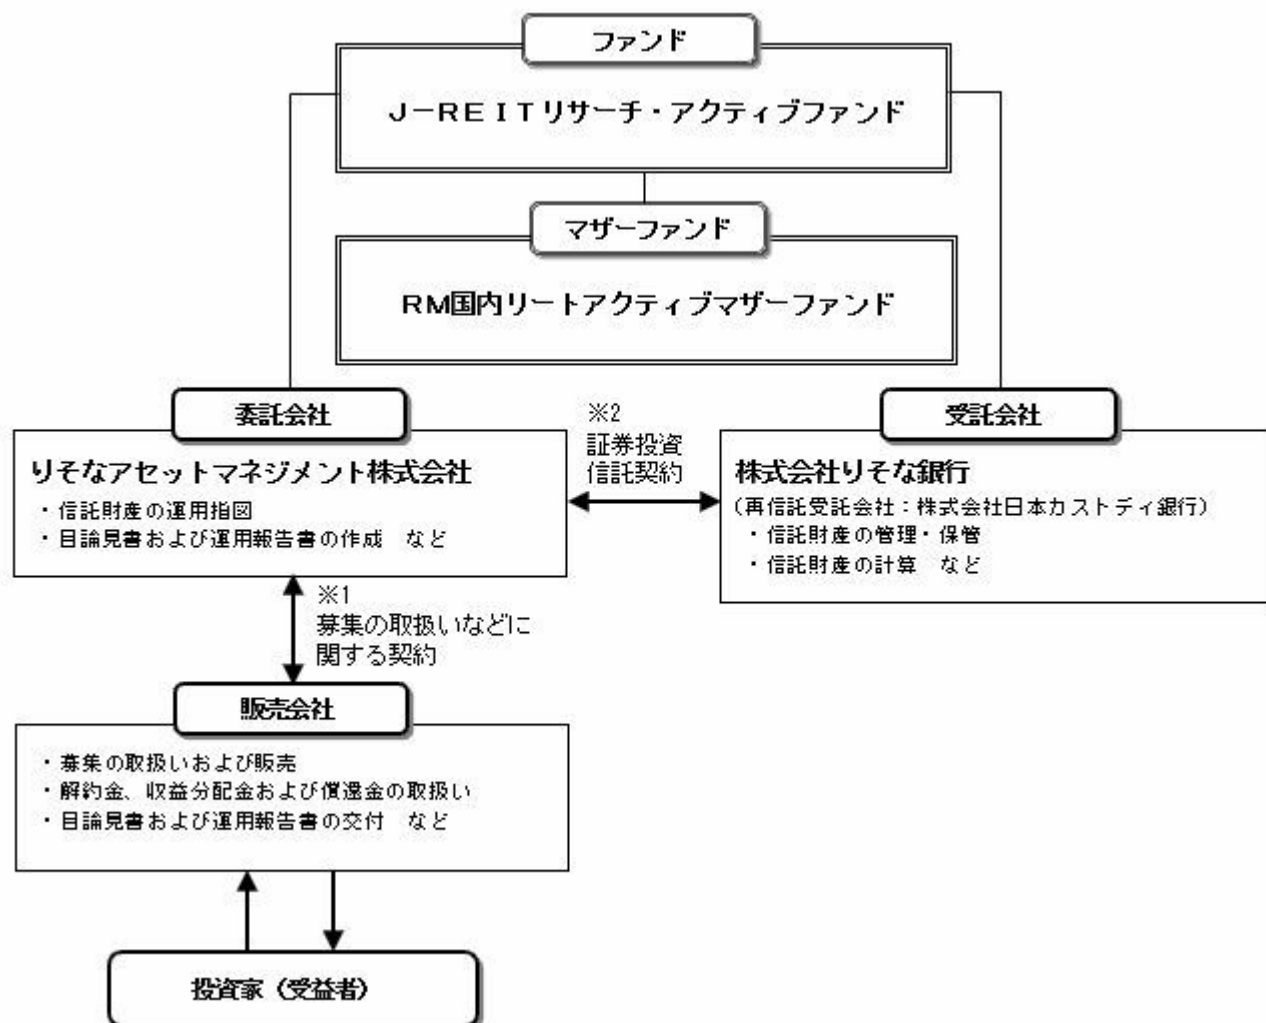 ファンド
J－REITリサーチ・アクティブファンド
マザーファンド
RM国内リートアクティブマザーファンド
委託会社
りそなアセットマネジメント株式会社
・信託財産の運用指図
・目論見書および運用報告書の作成　など
※2
証券投資
信託契約
受託会社
株式会社りそな銀行
（再信託受託会社：株式会社日本カストディ銀行）
・信託財産の管理・保管
・信託財産の計算　など
※1
募集の取扱いなどに
関する契約
販売会社
・募集の取扱いおよび販売
・解約金、収益分配金および償還金の取扱い
・目論見書および運用報告書の交付　など
投資家（受益者）